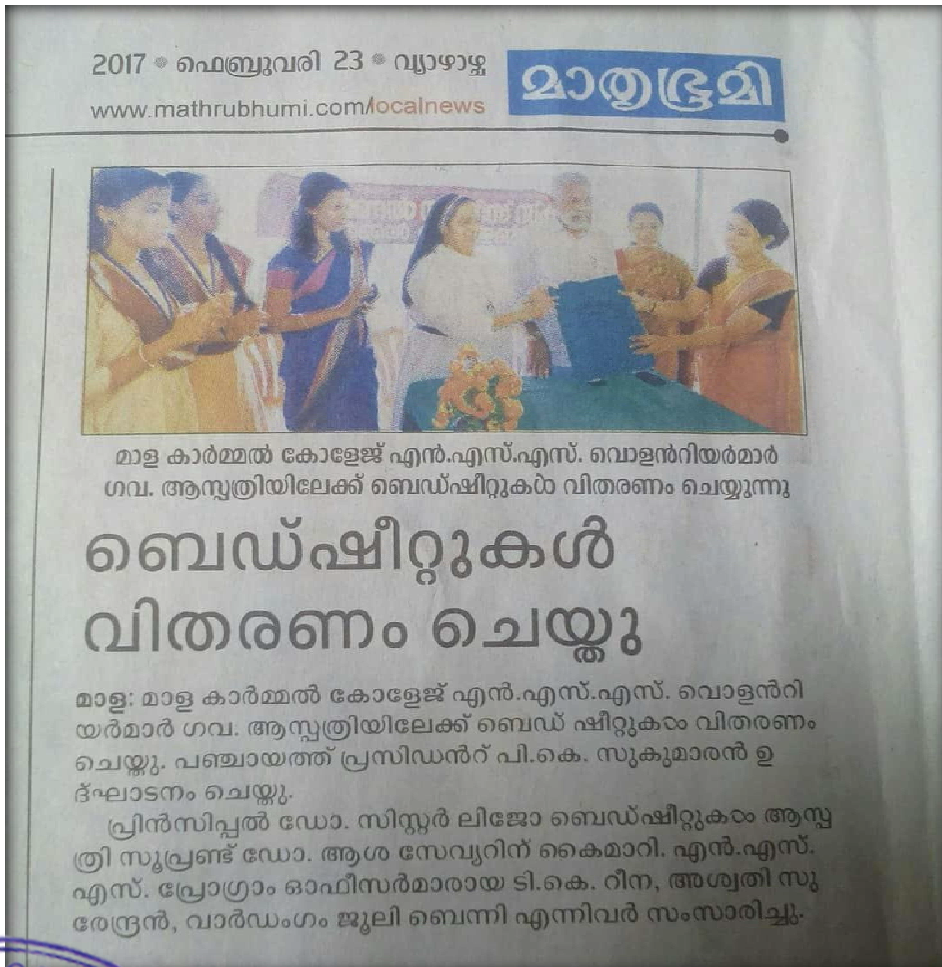 2017 • ഫെബ്രുവരി 23 • വ്യാഴാഴ്ച
മാതൃഭൂമി
www.mathrubhumi.com/localnews
മാള കാർമ്മൽ കോളേജ് എൻ.എസ്.എസ്. വൊളൻറിയർമാർ
ഗവ. ആസ്പത്രിയിലേക്ക് ബെഡ്ഷീറ്റുകൾ വിതരണം ചെയ്യുന്നു
ബെഡ്ഷീറ്റുകൾ
വിതരണം ചെയ്തു
മാള: മാള കാർമ്മൽ കോളേജ് എൻ.എസ്.എസ്. വൊളൻറി
യർമാർ ഗവ. ആസ്പത്രിയിലേക്ക് ബെഡ് ഷീറ്റുകൾ വിതരണം
ചെയ്തു. പഞ്ചായത്ത് പ്രസിഡൻറ് പി.കെ. സുകുമാരൻ ഉ
ദ്ഘാടനം ചെയ്തു.
പ്രിൻസിപ്പൽ ഡോ. സിസ്റ്റർ ലിജോ ബെഡ്ഷീറ്റുകൾ ആസ്പ
ത്രി സൂപ്രണ്ട് ഡോ. ആശ സേവ്യറിന് കൈമാറി. എൻ.എസ്.
എസ്. പ്രോഗ്രാം ഓഫീസർമാരായ ടി.കെ. റീന, അശ്വതി സു
രേന്ദ്രൻ, വാർഡംഗം ജൂലി ബെന്നി എന്നിവർ സംസാരിച്ചു.